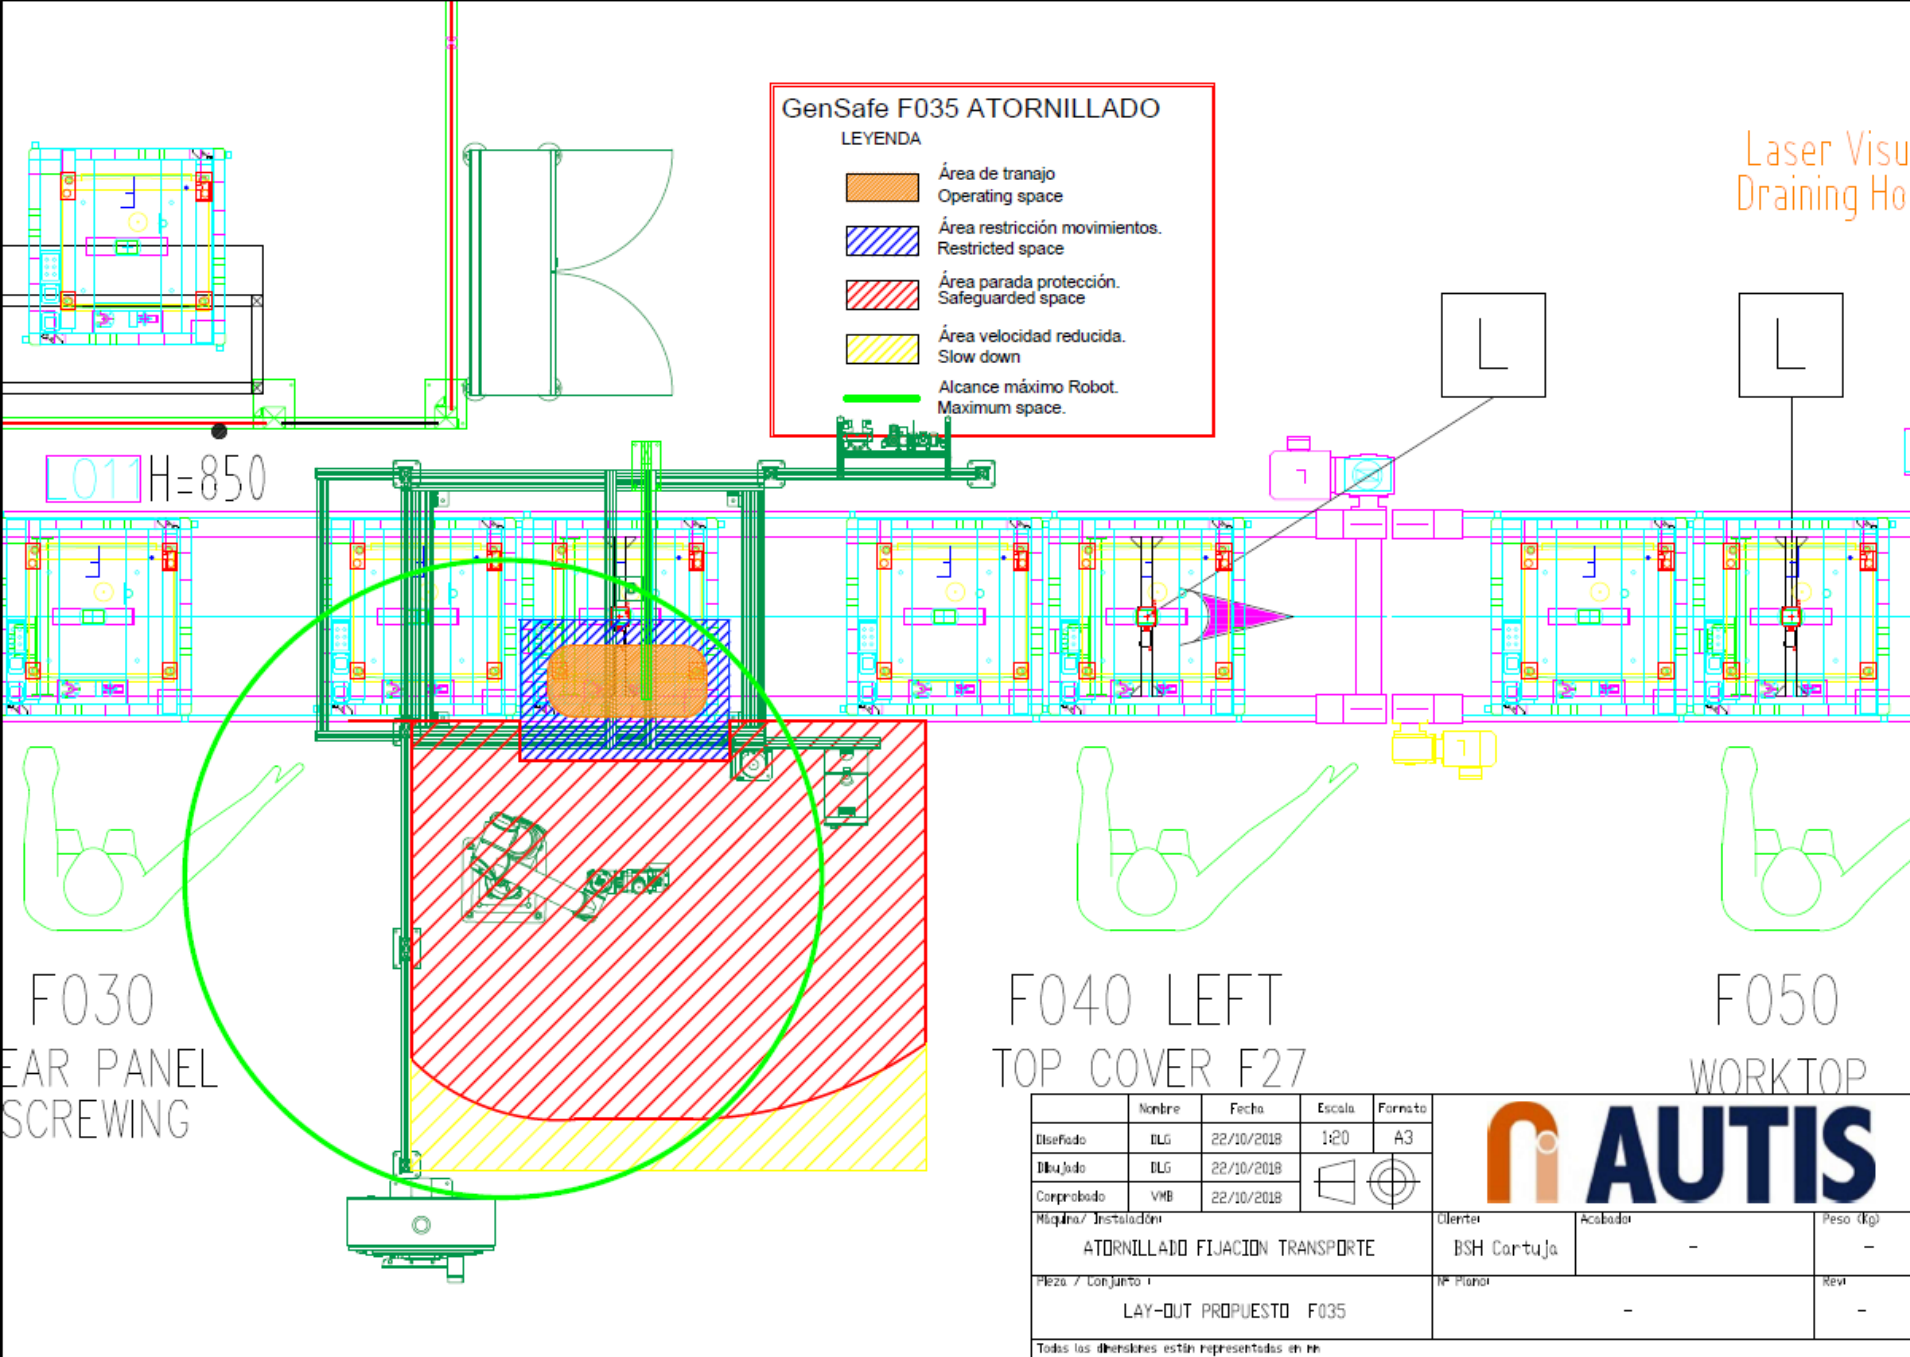 GenSafe F035 ATORNILLADO
LEYENDA
Área de tranajo
Operating space
Área restricción movimientos.
Restricted space
Área parada protección.
Safeguarded space
Área velocidad reducida.
Slow down
Alcance máximo Robot.
Maximum space.
Laser Visu
Draining Ho
L
L
L011 H=850
F030
EAR PANEL
SCREWING
F040 LEFT
TOP COVER F27
F050
WORKTOP
Nombre Fecha Escala Formato
Diseñado DLG 22/10/2018 1:20 A3
Dibujado DLG 22/10/2018
Comprobado VMB 22/10/2018
AUTIS
Máquina/ Instalación:
ATORNILLADO FIJACION TRANSPORTE
Cliente:
BSH Cartuja
Acabado:
-
Peso (Kg)
-
Pieza / Conjunto :
LAY-OUT PROPUESTO F035
Nº Plano:
-
Rev:
-
Todas las dimensiones están representadas en mm